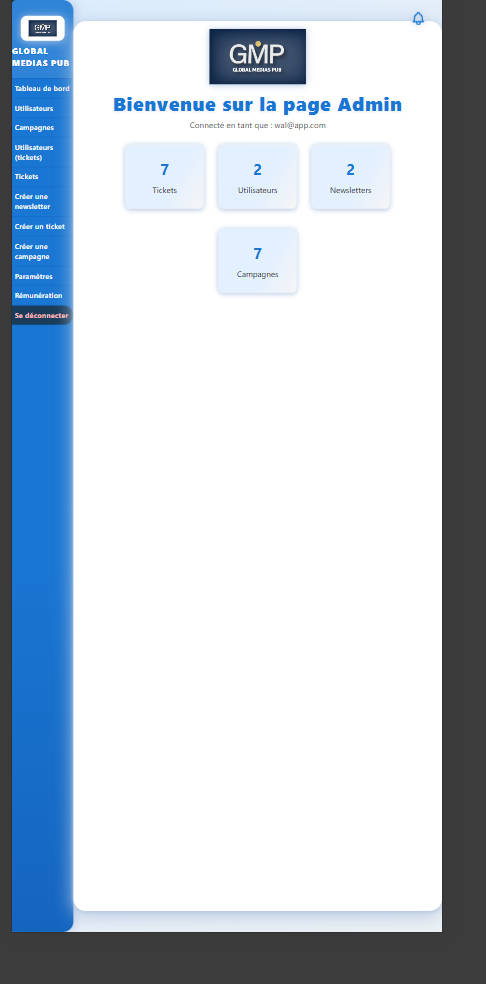 GMP
GLOBAL
MEDIAS PUB
Tableau de bord
Utilisateurs
Campagnes
Utilisateurs
(tickets)
Tickets
Créer une
newsletter
Créer un ticket
Créer une
campagne
Paramètres
Rémunération
Se déconnecter
GMP
GLOBAL MEDIAS PUB
Bienvenue sur la page Admin
Connecté en tant que : wal@app.com
7
Tickets
2
Utilisateurs
2
Newsletters
7
Campagnes